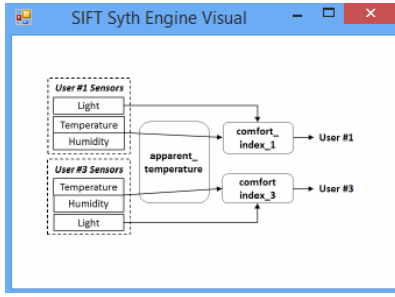 SIFT Syth Engine Visual
User #1 Sensors
Light
Temperature
Humidity
User #3 Sensors
Temperature
Humidity
Light
apparent_
temperature
comfort_
index_1
User #1
comfort
index_3
User #3